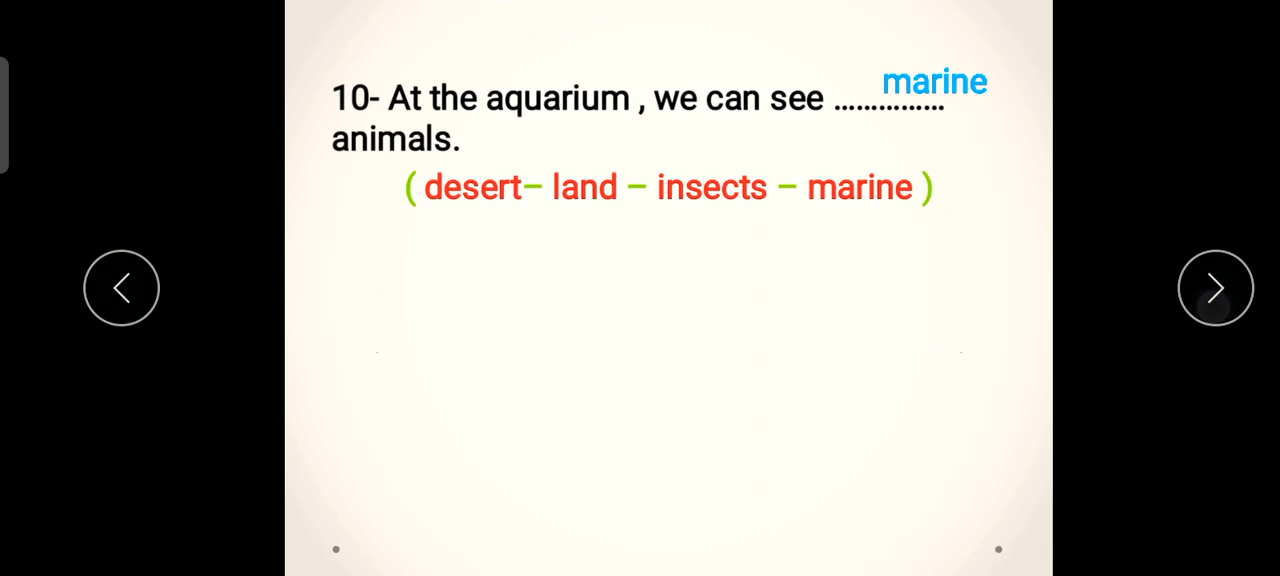 marine
10- At the aquarium , we can see ...............
animals.
( desert– land – insects – marine )